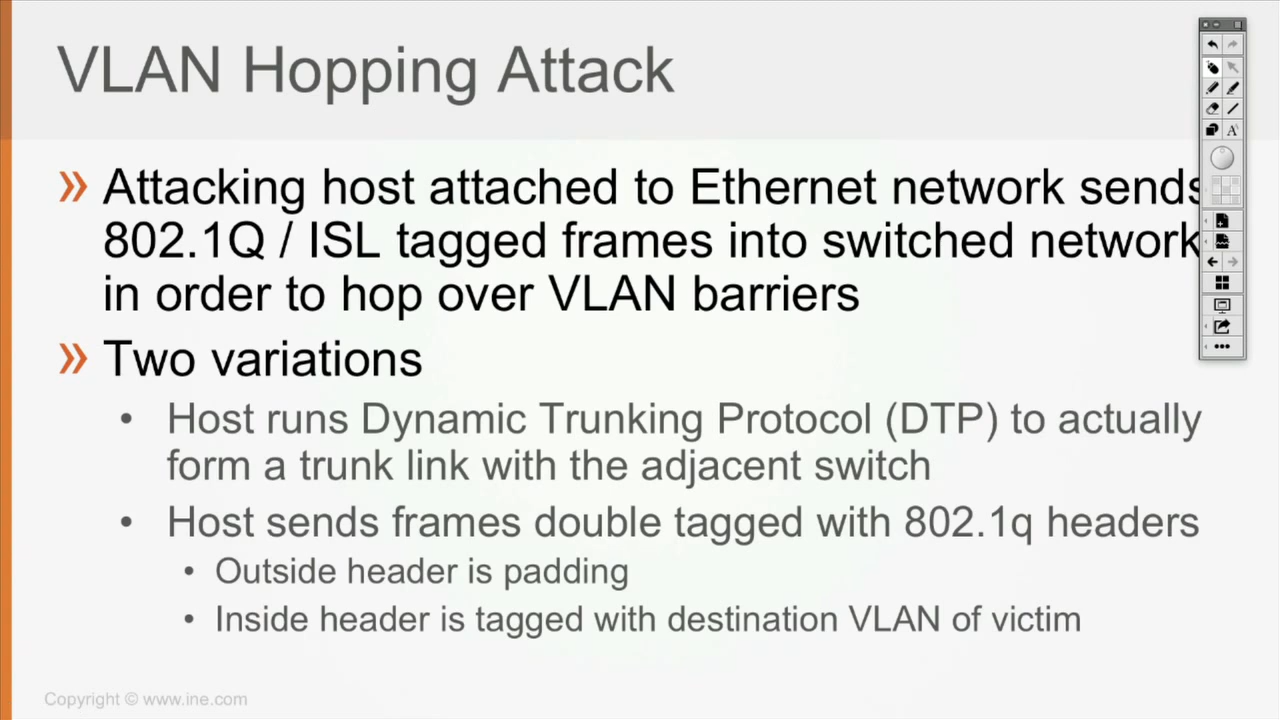 VLAN Hopping Attack
» Attacking host attached to Ethernet network sends
802.1Q / ISL tagged frames into switched network
in order to hop over VLAN barriers
» Two variations
• Host runs Dynamic Trunking Protocol (DTP) to actually
form a trunk link with the adjacent switch
• Host sends frames double tagged with 802.1q headers
• Outside header is padding
• Inside header is tagged with destination VLAN of victim
Copyright © www.ine.com